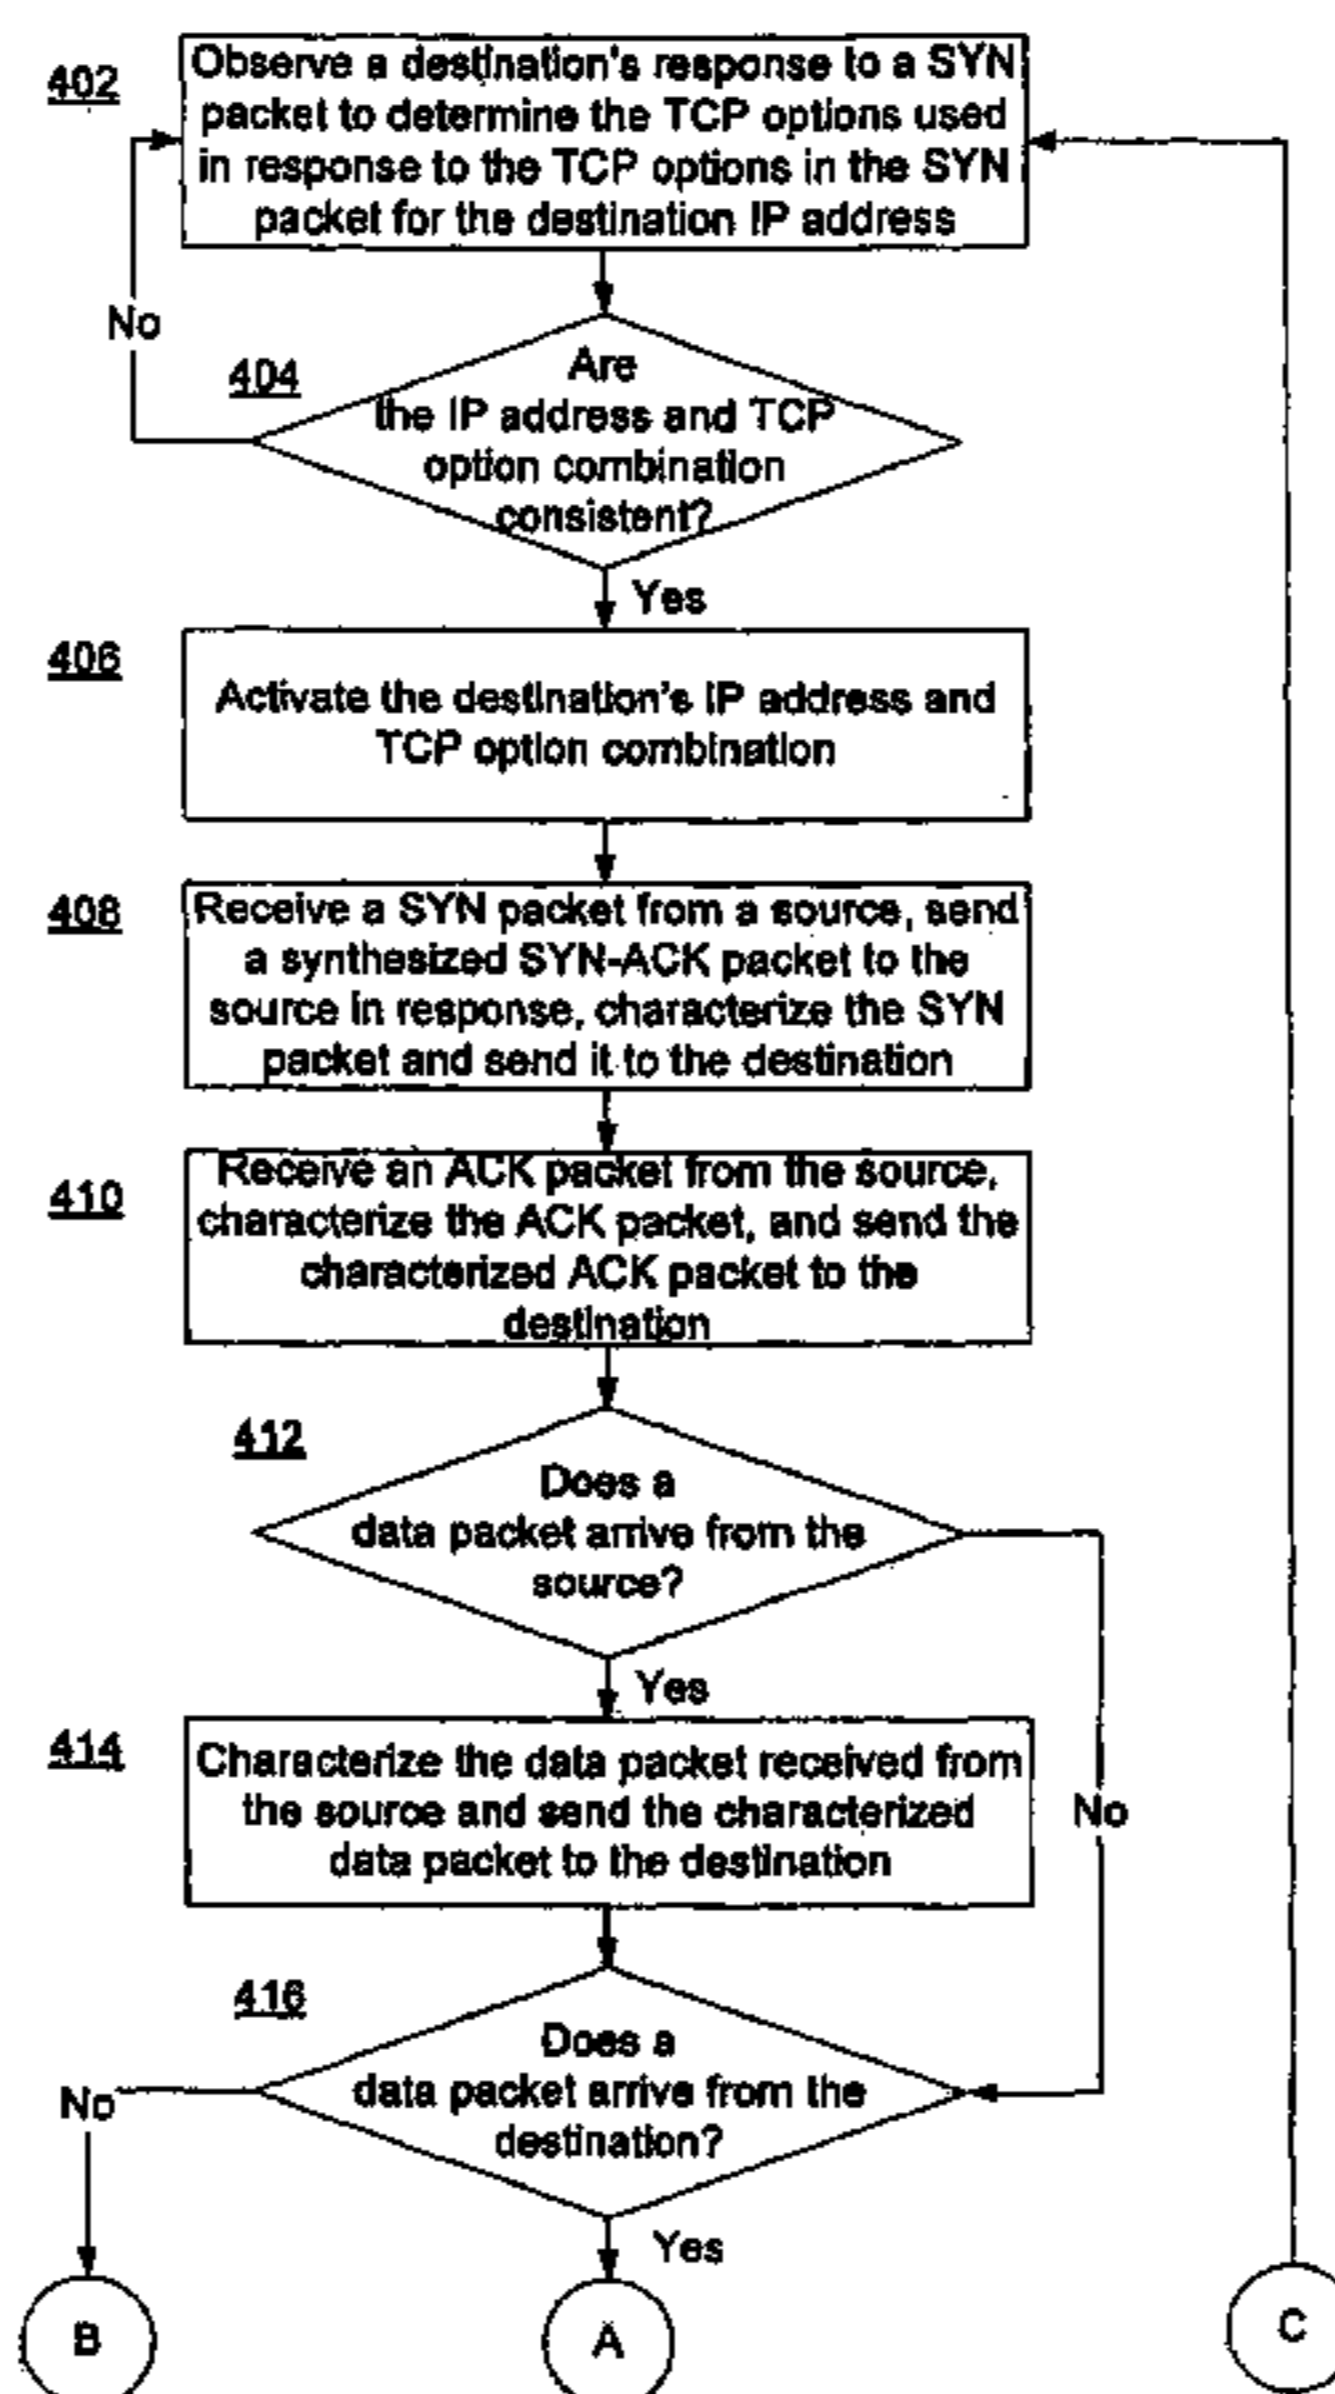 402
Observe a destination's response to a SYN
packet to determine the TCP options used
in response to the TCP options in the SYN
packet for the destination IP address
No
404
Are
the IP address and TCP
option combination
consistent?
Yes
406
Activate the destination's IP address and
TCP option combination
408
Receive a SYN packet from a source, send
a synthesized SYN-ACK packet to the
source in response, characterize the SYN
packet and send it to the destination
410
Receive an ACK packet from the source,
characterize the ACK packet, and send the
characterized ACK packet to the
destination
412
Does a
data packet arrive from the
source?
Yes
414
Characterize the data packet received from
the source and send the characterized
data packet to the destination
No
416
Does a
data packet arrive from the
destination?
No
Yes
B
A
C